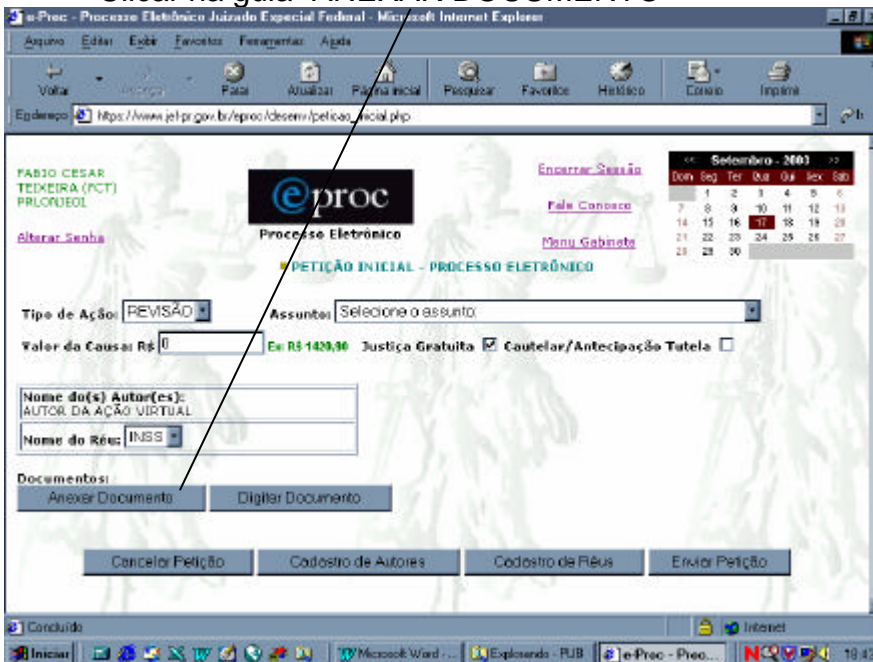 Clicar na guia "ANEXAR DOCUMENTO"
e-Proc - Processo Eletrônico Juizado Especial Federal - Microsoft Internet Explorer
Arquivo Editar Exibir Favoritos Ferramentas Ajuda
Voltar Avançar Parar Atualizar Página inicial Pesquisar Favoritos Histórico Correio Imprimir
Endereço https://www.jef-pr.gov.br/eproc/desenv/peticao_inicial.php
FABIO CESAR
TEIXEIRA (FCT)
PRLONJE01
Alterar Senha
eproc
Processo Eletrônico
Encerrar Sessão
Fale Conosco
Menu Gabinete
<< Setembro - 2003 >>
Dom Seg Ter Qua Qui Sex Sab
1 2 3 4 5 6
7 8 9 10 11 12 13
14 15 16 17 18 19 20
21 22 23 24 25 26 27
28 29 30
PETIÇÃO INICIAL - PROCESSO ELETRÔNICO
Tipo de Ação: REVISÃO Assunto: Selecione o assunto:
Valor da Causa: R$ 0 Ex: R$ 1420,90 Justiça Gratuita Cautelar/Antecipação Tutela
Nome do(s) Autor(es):
AUTOR DA AÇÃO VIRTUAL
Nome do Réu: INSS
Documentos:
Anexar Documento Digitar Documento
Cancelar Petição Cadastro de Autores Cadastro de Réus Enviar Petição
Concluído Internet
Iniciar Microsoft Word - ... Explorando - PUB e-Proc - Proc... 19:42